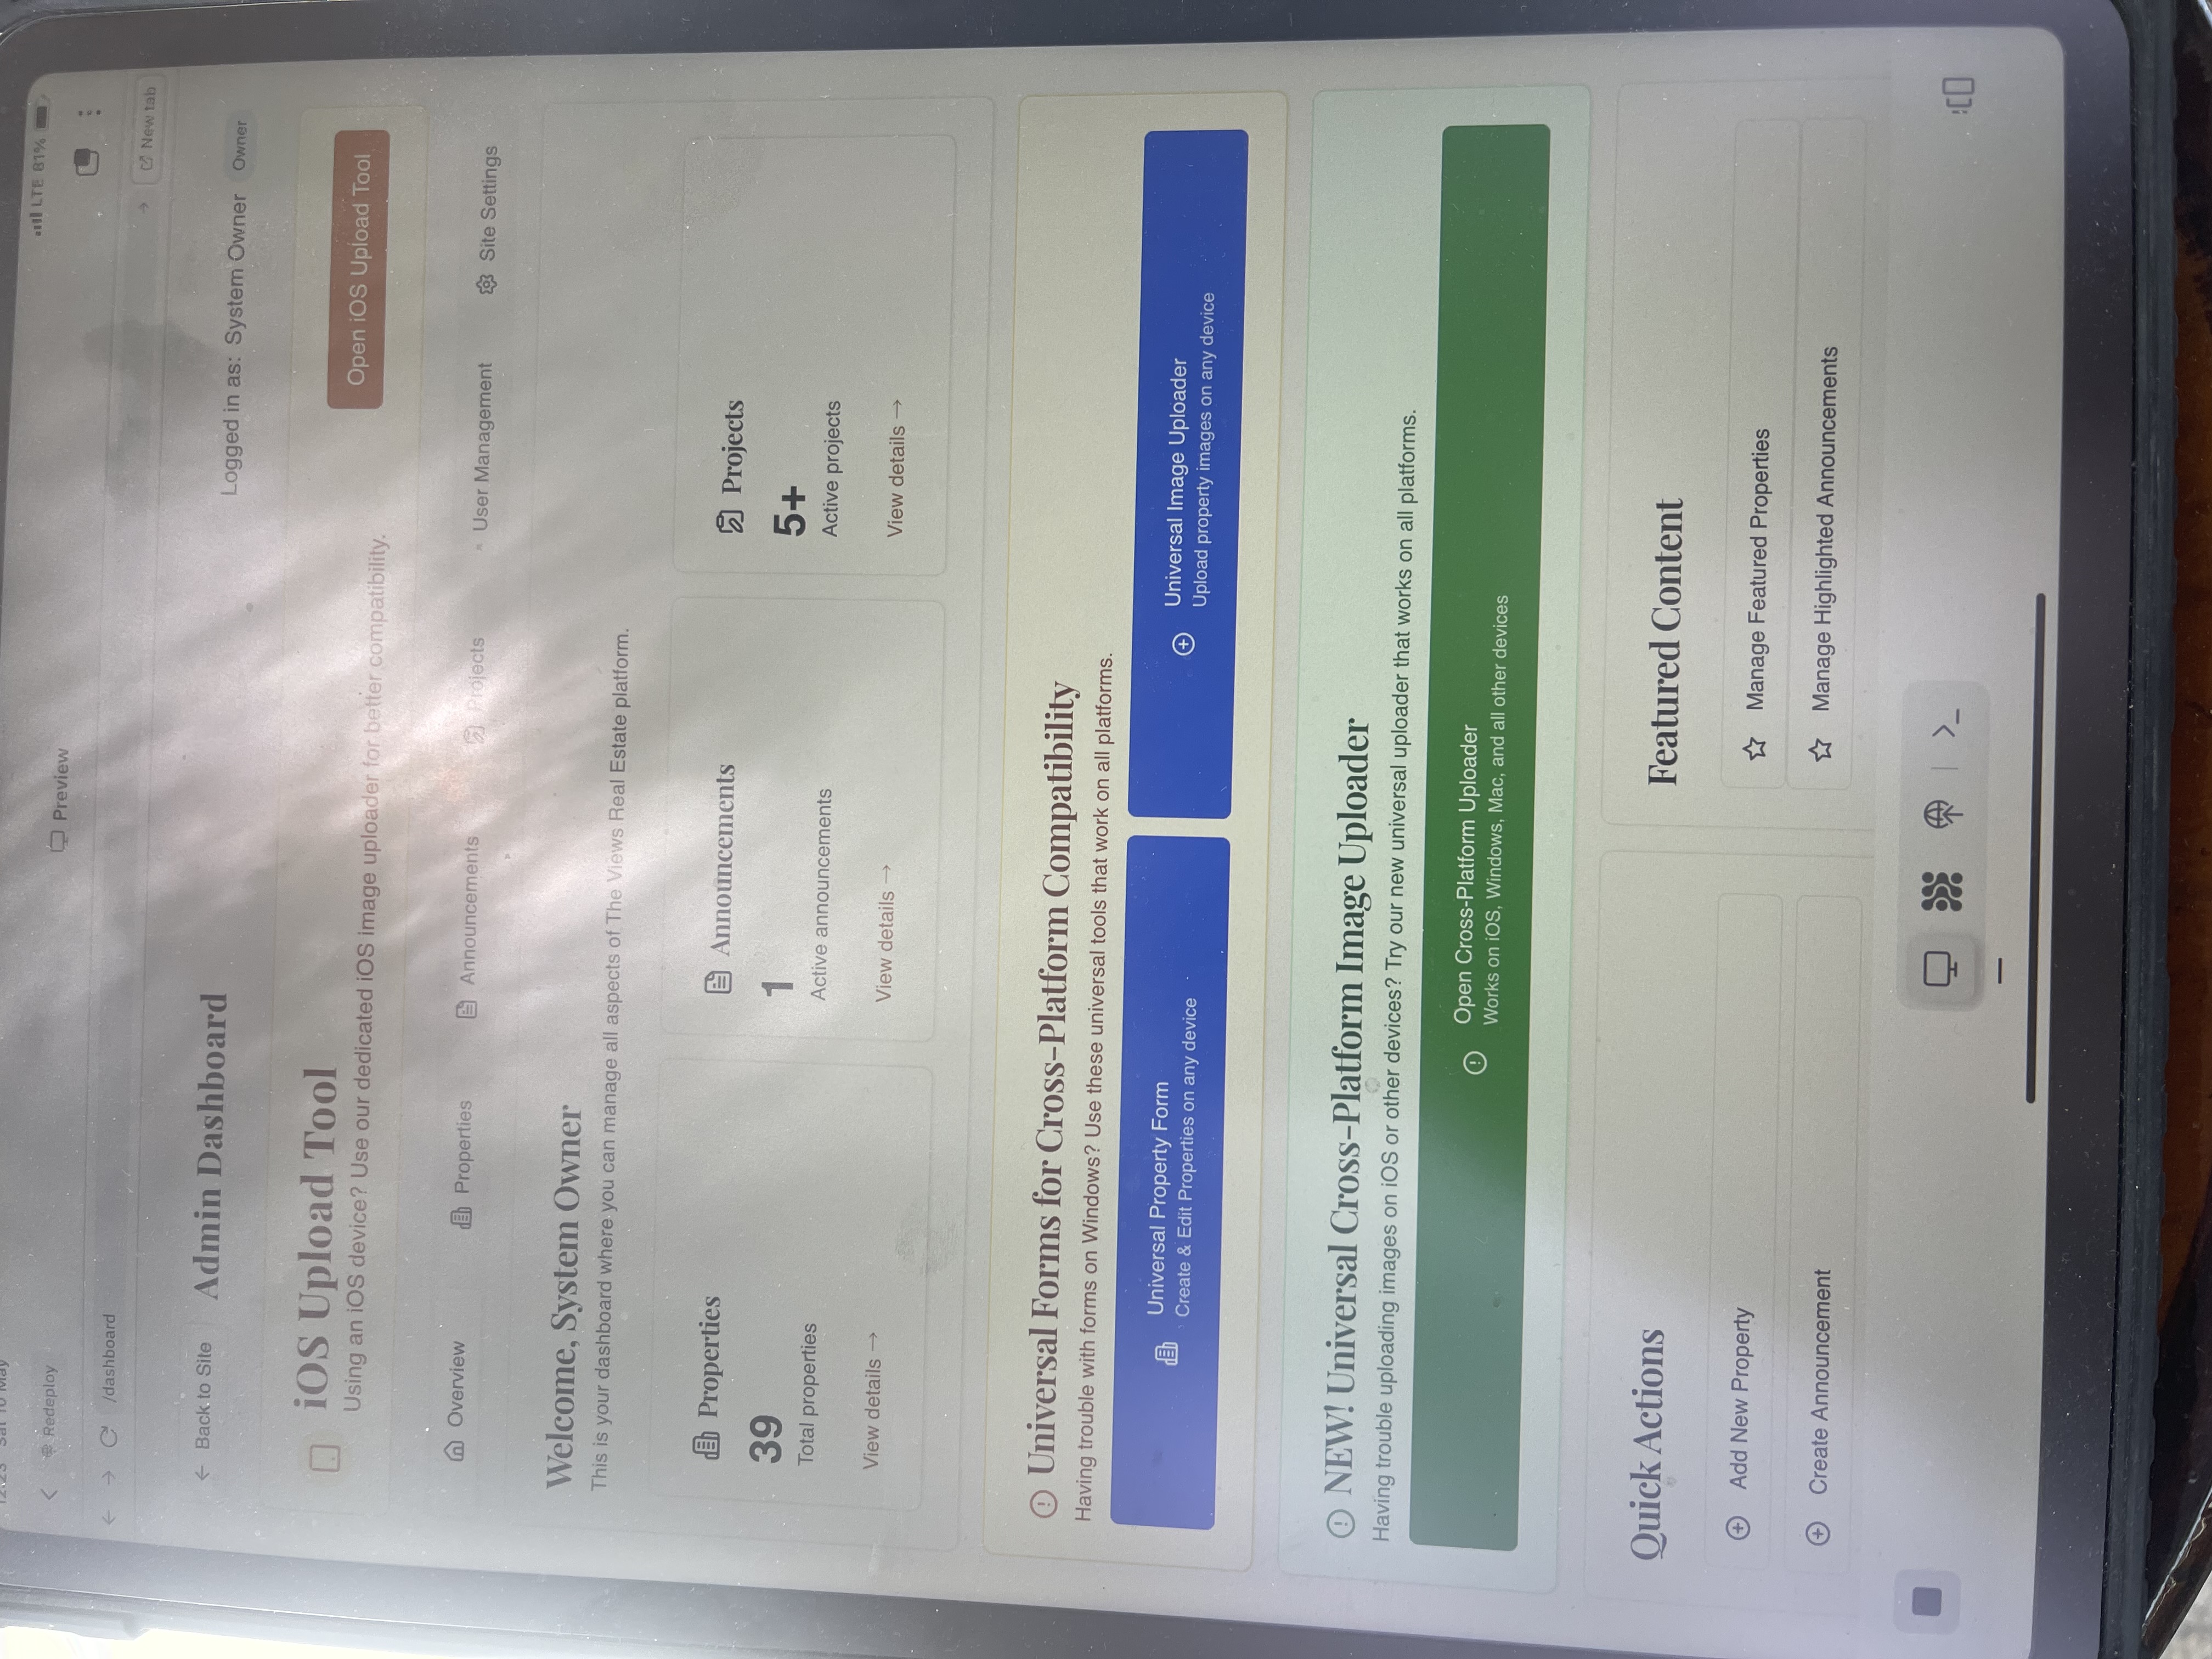 12:23 Sat 10 May
LTE 81%
Redeploy
Preview
/dashboard
New tab
Back to Site
Admin Dashboard
Logged in as: System Owner Owner
iOS Upload Tool
Using an iOS device? Use our dedicated iOS image uploader for better compatibility.
Open iOS Upload Tool
Overview
Properties
Announcements
Projects
User Management
Site Settings
Welcome, System Owner
This is your dashboard where you can manage all aspects of The Views Real Estate platform.
Properties
39
Total properties
View details →
Announcements
1
Active announcements
View details →
Projects
5+
Active projects
View details →
Universal Forms for Cross-Platform Compatibility
Having trouble with forms on Windows? Use these universal tools that work on all platforms.
Universal Property Form
Create & Edit Properties on any device
Universal Image Uploader
Upload property images on any device
NEW! Universal Cross-Platform Image Uploader
Having trouble uploading images on iOS or other devices? Try our new universal uploader that works on all platforms.
Open Cross-Platform Uploader
Works on iOS, Windows, Mac, and all other devices
Quick Actions
Add New Property
Create Announcement
Featured Content
Manage Featured Properties
Manage Highlighted Announcements